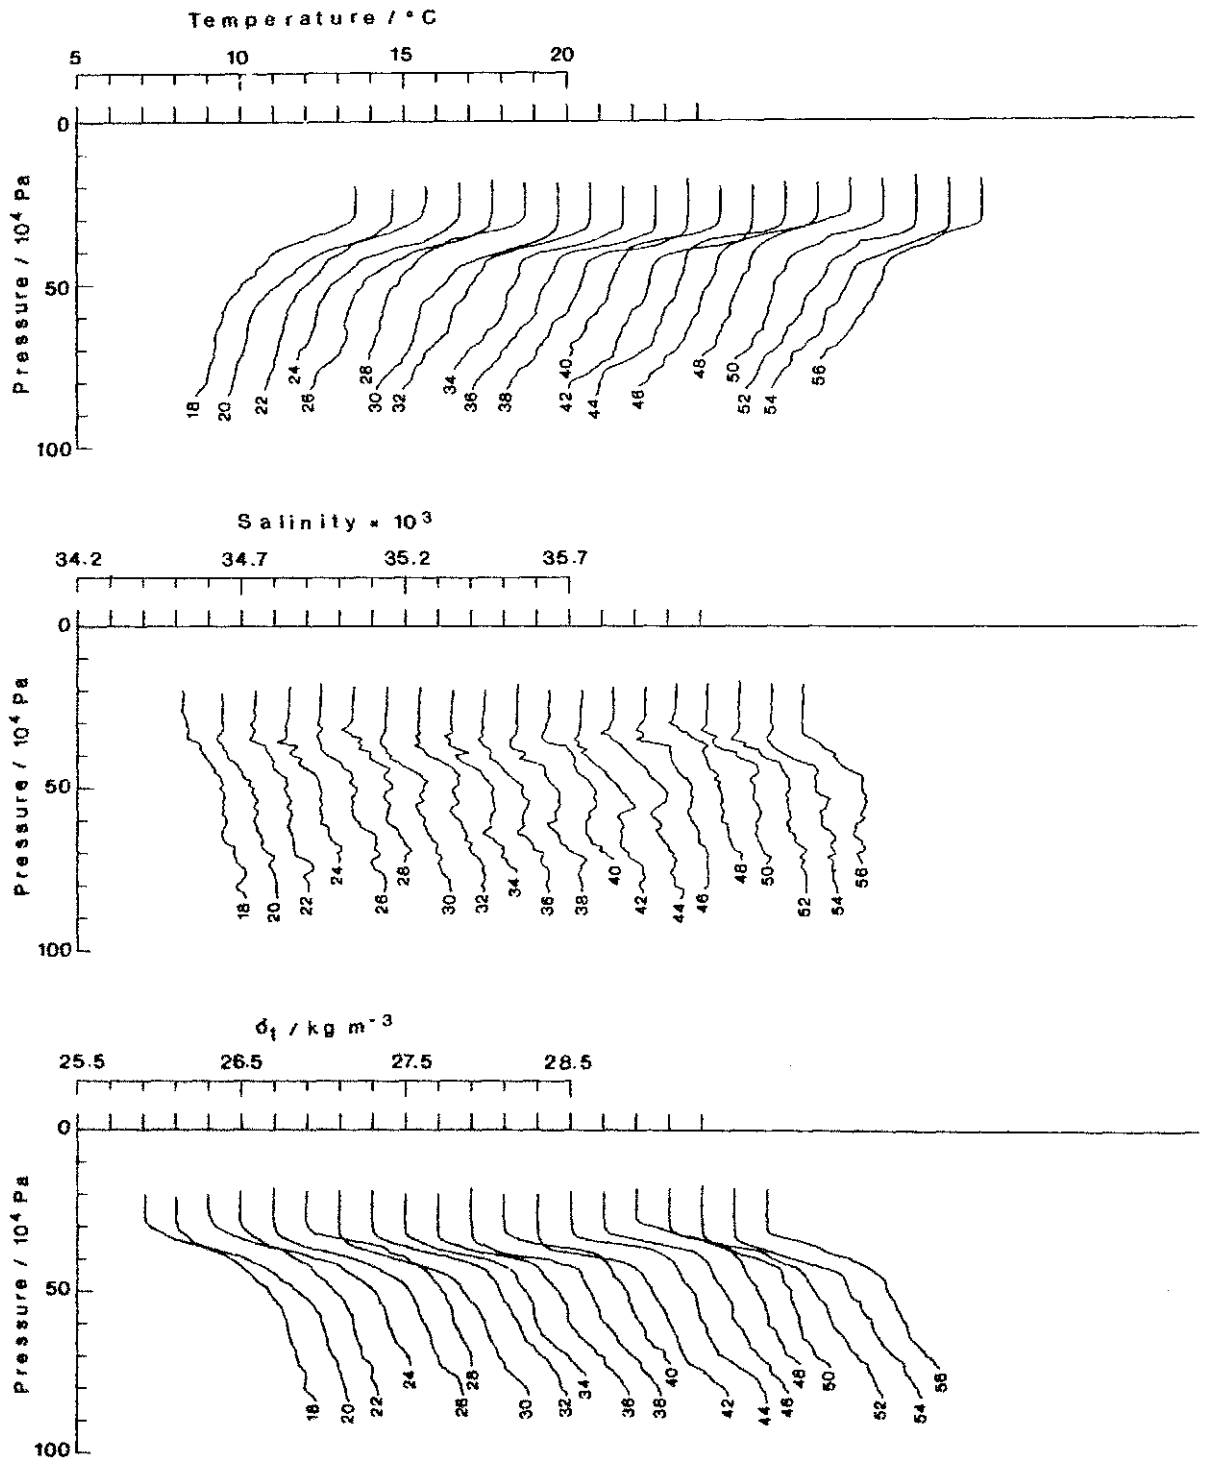 Temperature / °C
5 10 15 20
0
50
100
Pressure / 10⁴ Pa
18 20 22 24 26 28 30 32 34 36 38 40 42 44 46 48 50 52 54 56
Salinity × 10³
34.2 34.7 35.2 35.7
0
50
100
Pressure / 10⁴ Pa
18 20 22 24 26 28 30 32 34 36 38 40 42 44 46 48 50 52 54 56
σt / kg m⁻³
25.5 26.5 27.5 28.5
0
50
100
Pressure / 10⁴ Pa
18 20 22 24 26 28 30 32 34 36 38 40 42 44 46 48 50 52 54 56